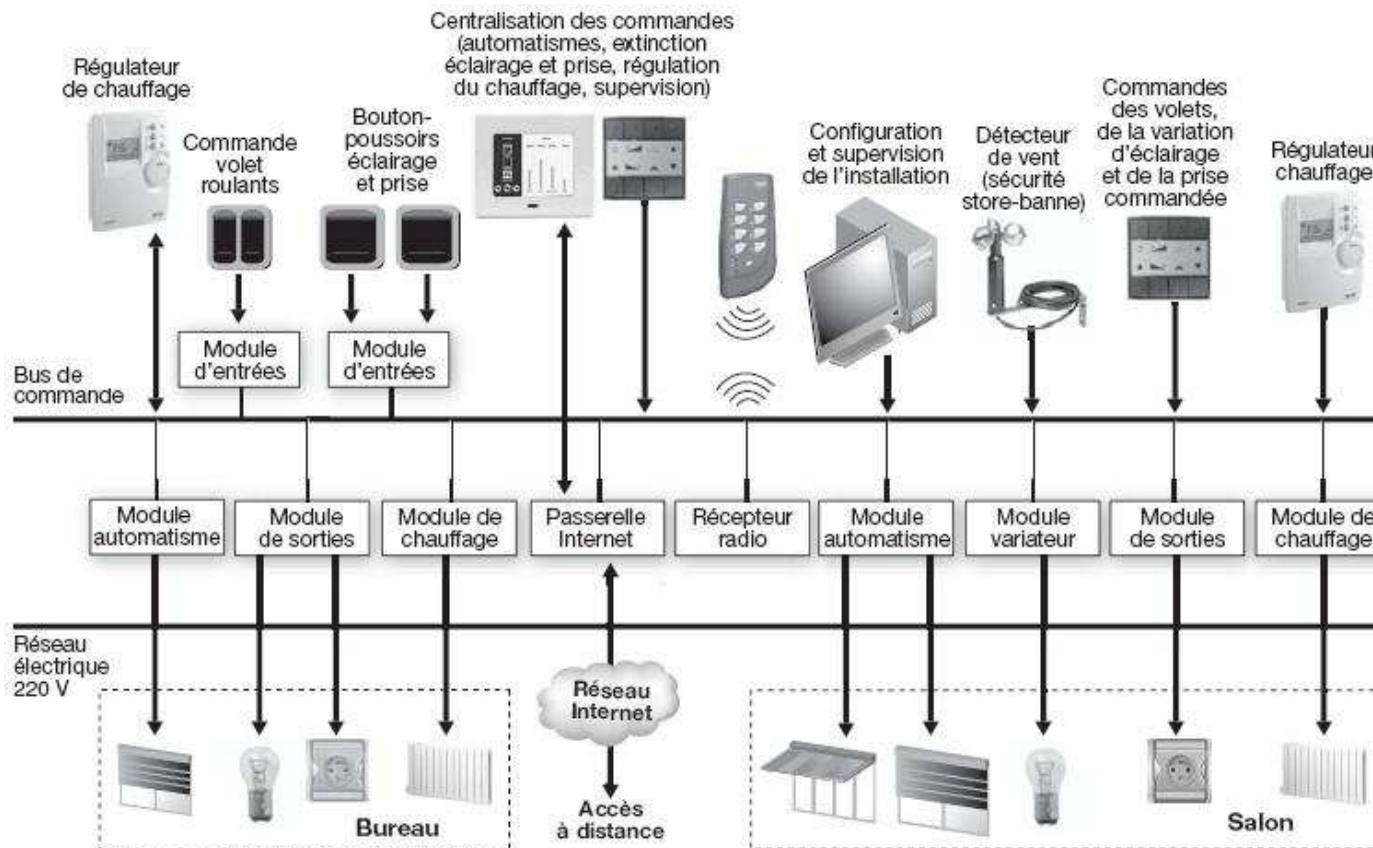 Centralisation des commandes
(automatismes, extinction
éclairage et prise, régulation
du chauffage, supervision)
Régulateur
de chauffage
Commande
volet
roulants
Bouton-
poussoirs
éclairage
et prise
Configuration
et supervision
de l'installation
Détecteur
de vent
(sécurité
store-banne)
Commandes
des volets,
de la variation
d'éclairage
et de la prise
commandée
Régulateur
chauffage
Module
d'entrées
Module
d'entrées
Bus de
commande
Module
automatisme
Module
de sorties
Module de
chauffage
Passerelle
Internet
Récepteur
radio
Module
automatisme
Module
variateur
Module
de sorties
Module de
chauffage
Réseau
électrique
220 V
Réseau
Internet
Accès
à distance
Bureau
Salon